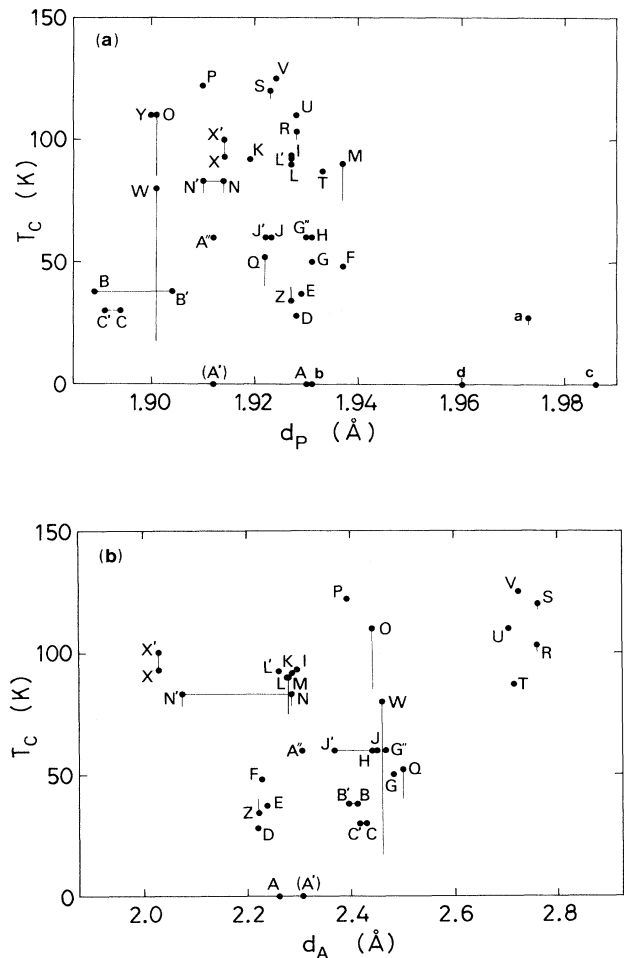 (a)
150
100
50
0
T_C (K)
V
P
S
Y O
U
X'
R
X
K
L' I
M
L
T
W
N' N
A''
J' J
G'' H
Q
G
F
B
B'
Z
E
C' C
D
a
(A')
A b
d
c
1.90 1.92 1.94 1.96 1.98
d_P (Å)
(b)
150
100
50
0
T_C (K)
V
S
P
O
U
R
X'
X
L' K I
L M
T
N' N
W
A''
J'
J
H
G''
Q
G
F
E
B' B
Z
D
C' C
A (A')
2.0 2.2 2.4 2.6 2.8
d_A (Å)